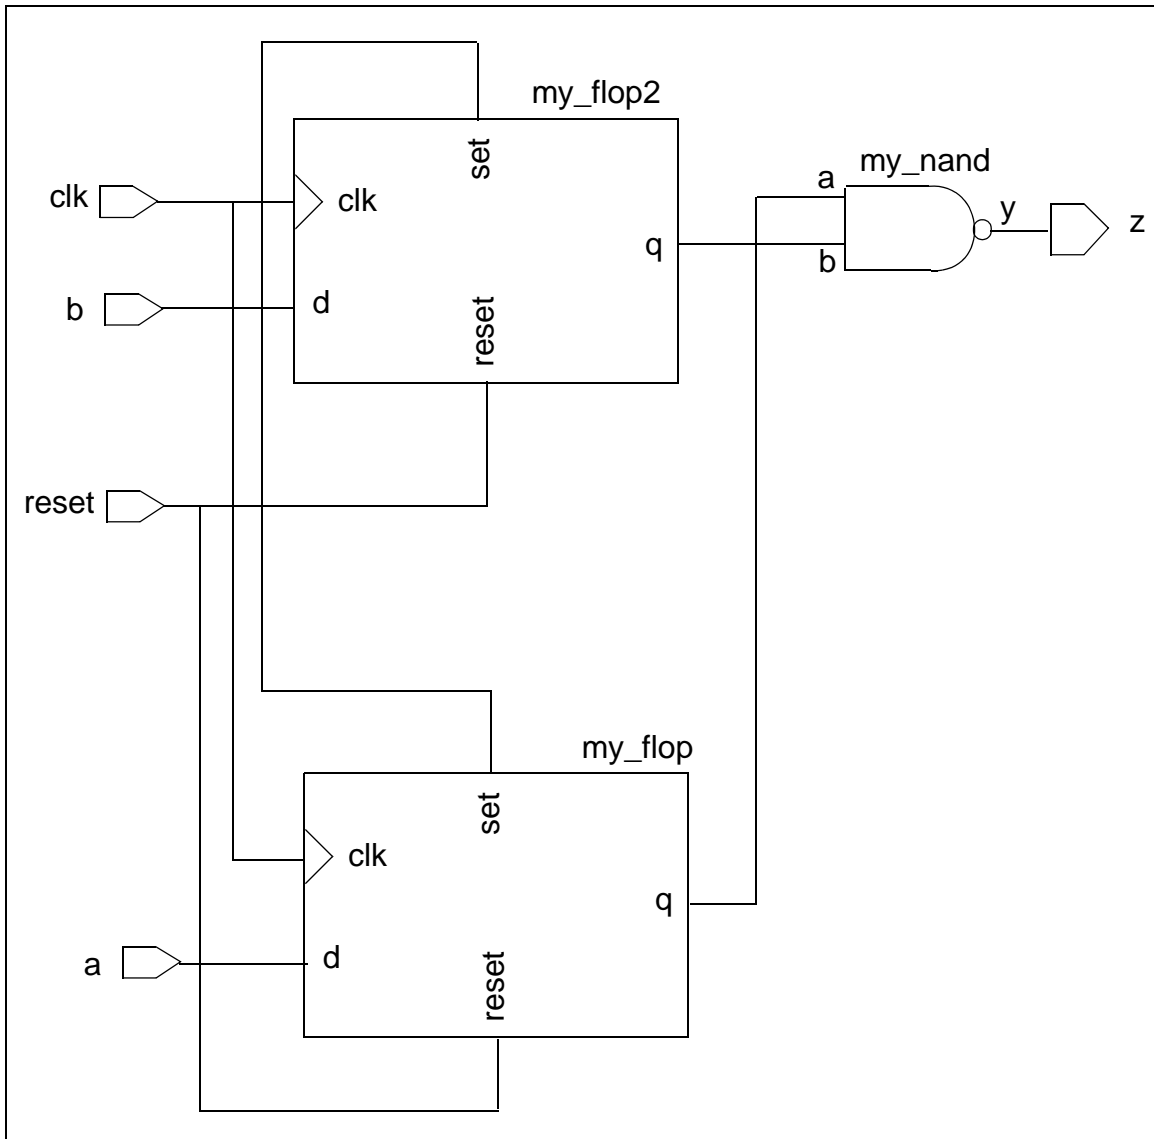 my_flop2
set
my_nand
a
clk
clk
y
z
q
b
b
d
reset
reset
my_flop
set
clk
q
a
d
reset